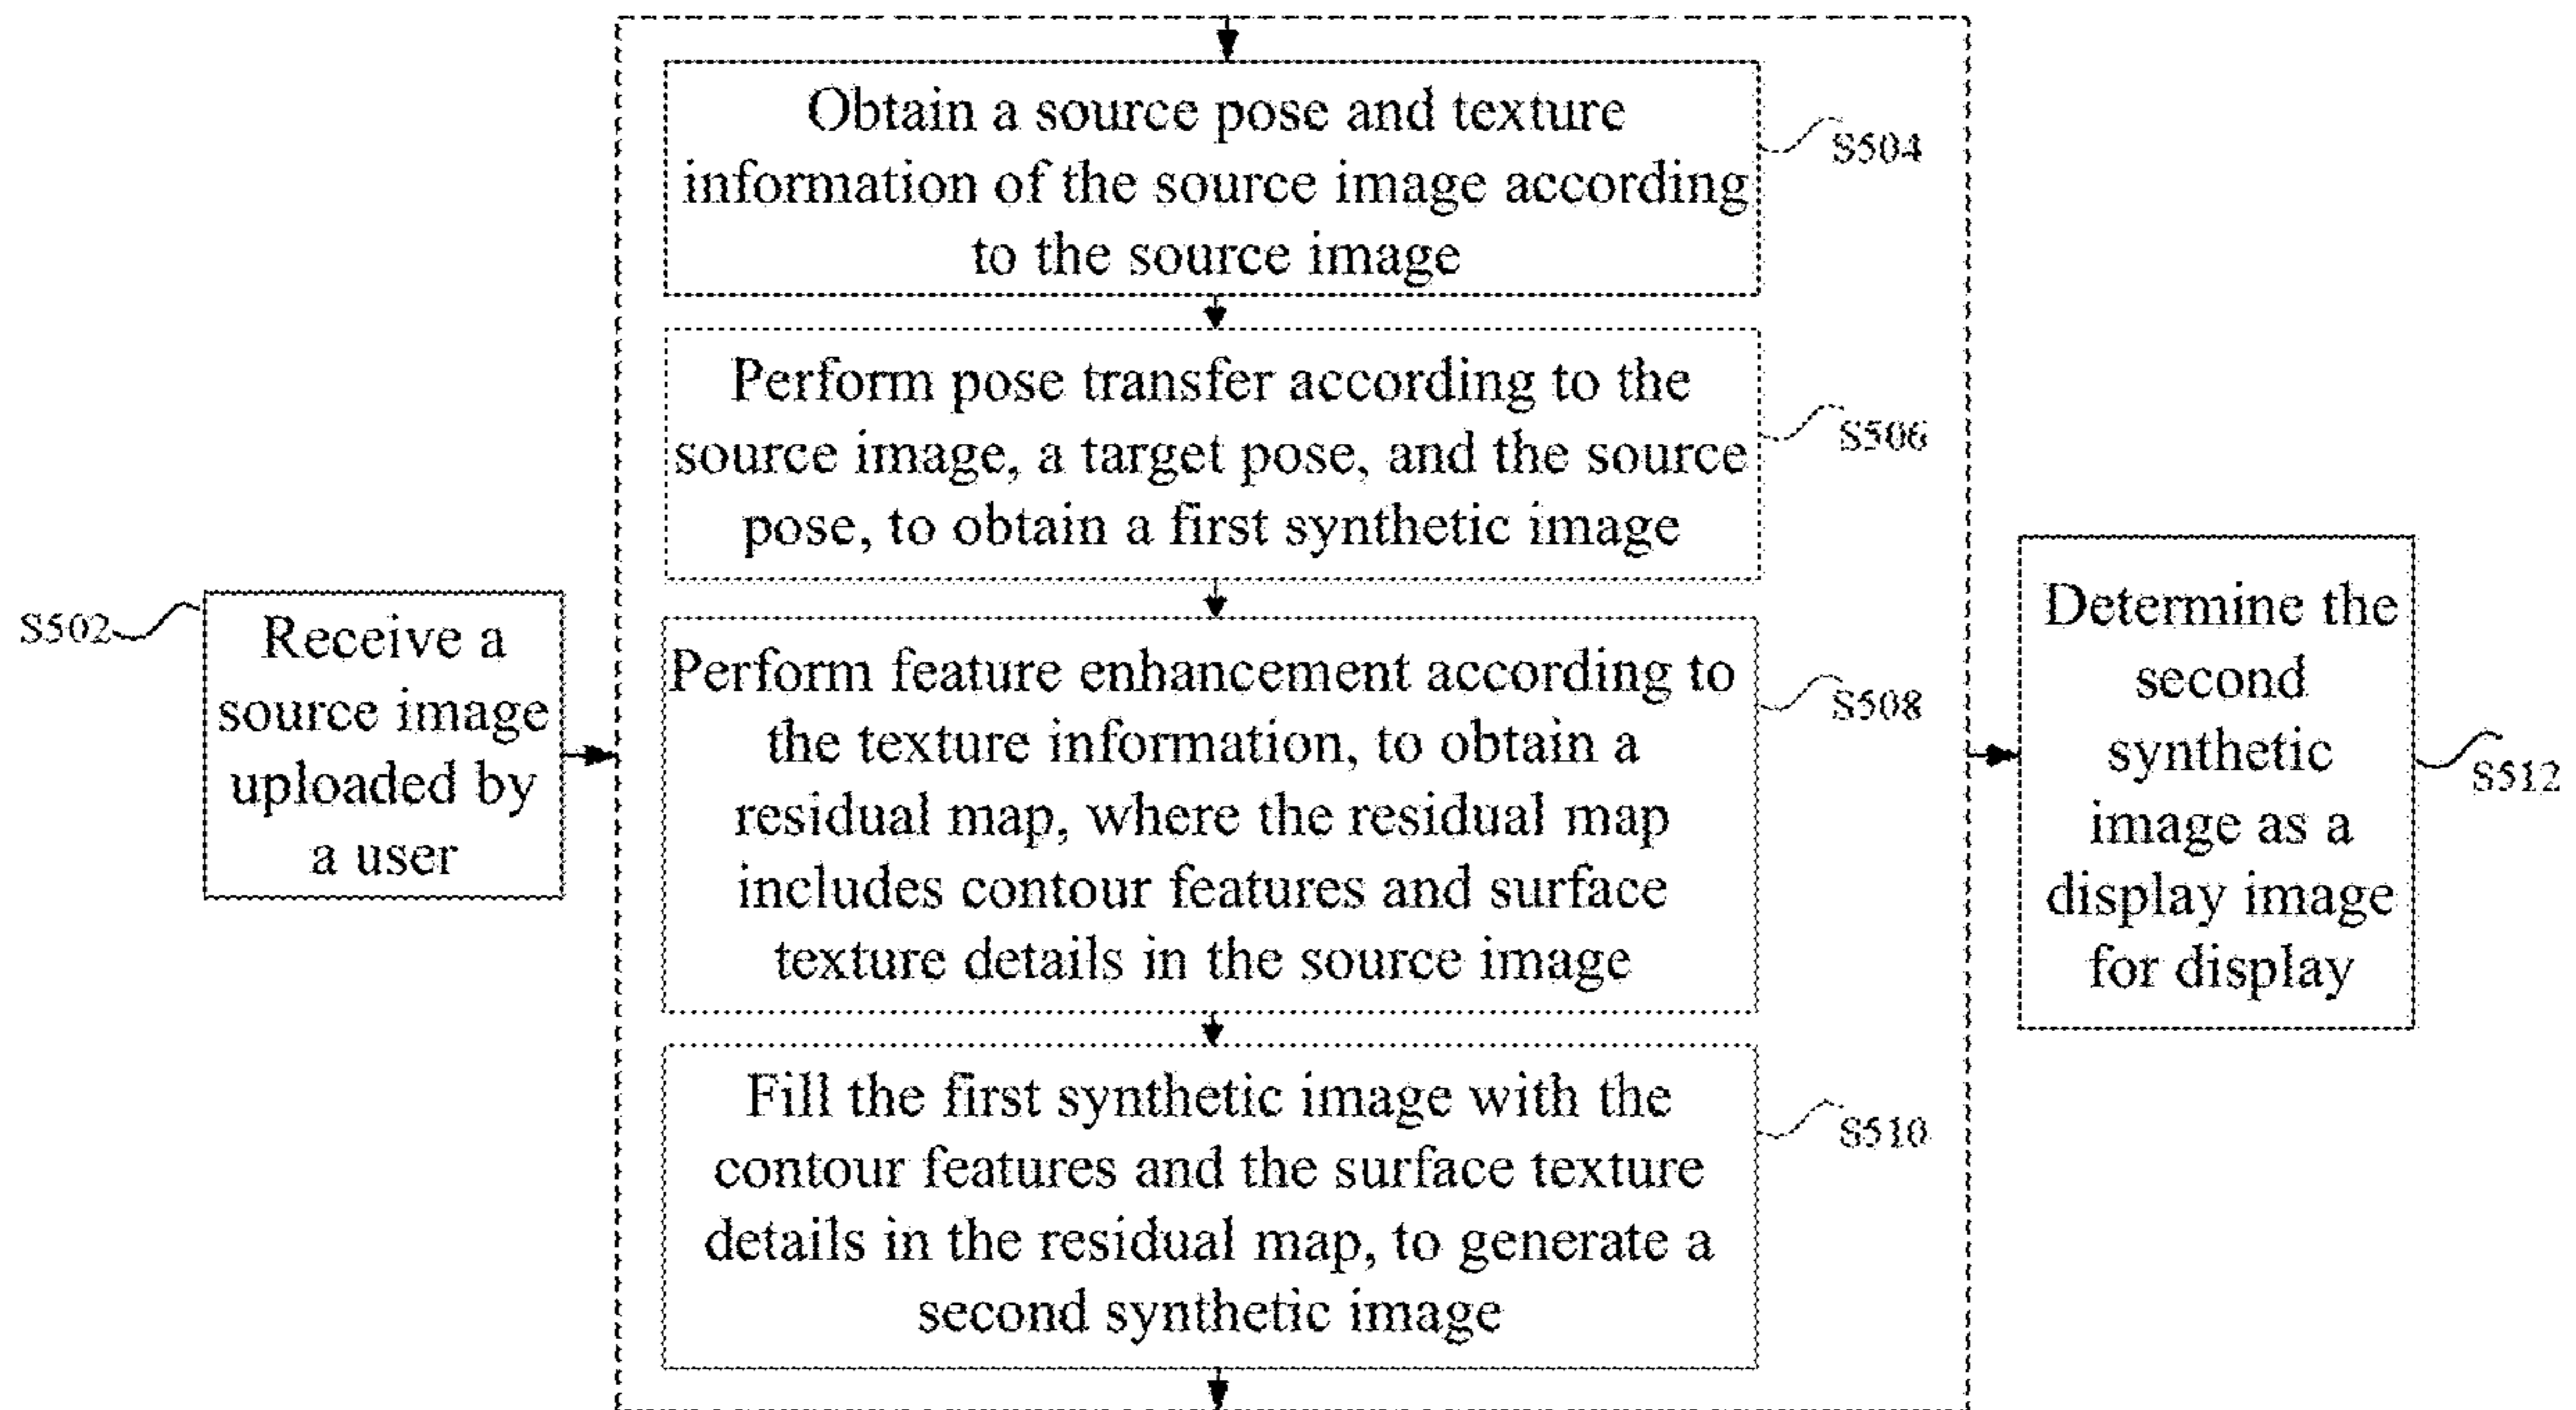 S502
Receive a
source image
uploaded by
a user
Obtain a source pose and texture
information of the source image according
to the source image
S504
Perform pose transfer according to the
source image, a target pose, and the source
pose, to obtain a first synthetic image
S506
Perform feature enhancement according to
the texture information, to obtain a
residual map, where the residual map
includes contour features and surface
texture details in the source image
S508
Fill the first synthetic image with the
contour features and the surface texture
details in the residual map, to generate a
second synthetic image
S510
Determine the
second
synthetic
image as a
display image
for display
S512